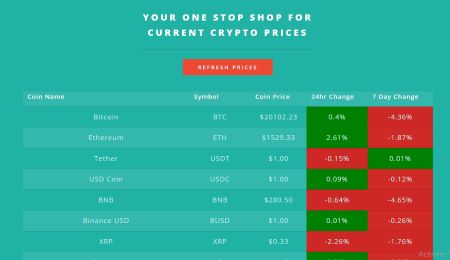 YOUR ONE STOP SHOP FOR
CURRENT CRYPTO PRICES
REFRESH PRICES
Coin Name Symbol Coin Price 24hr Change 7 Day Change
Bitcoin BTC $20102.23 0.4% -4.36%
Ethereum ETH $1529.33 2.61% -1.87%
Tether USDT $1.00 -0.15% 0.01%
USD Coin USDC $1.00 0.09% -0.12%
BNB BNB $280.50 -0.64% -4.65%
Binance USD BUSD $1.00 0.01% -0.26%
XRP XRP $0.33 -2.26% -1.76%
Activate